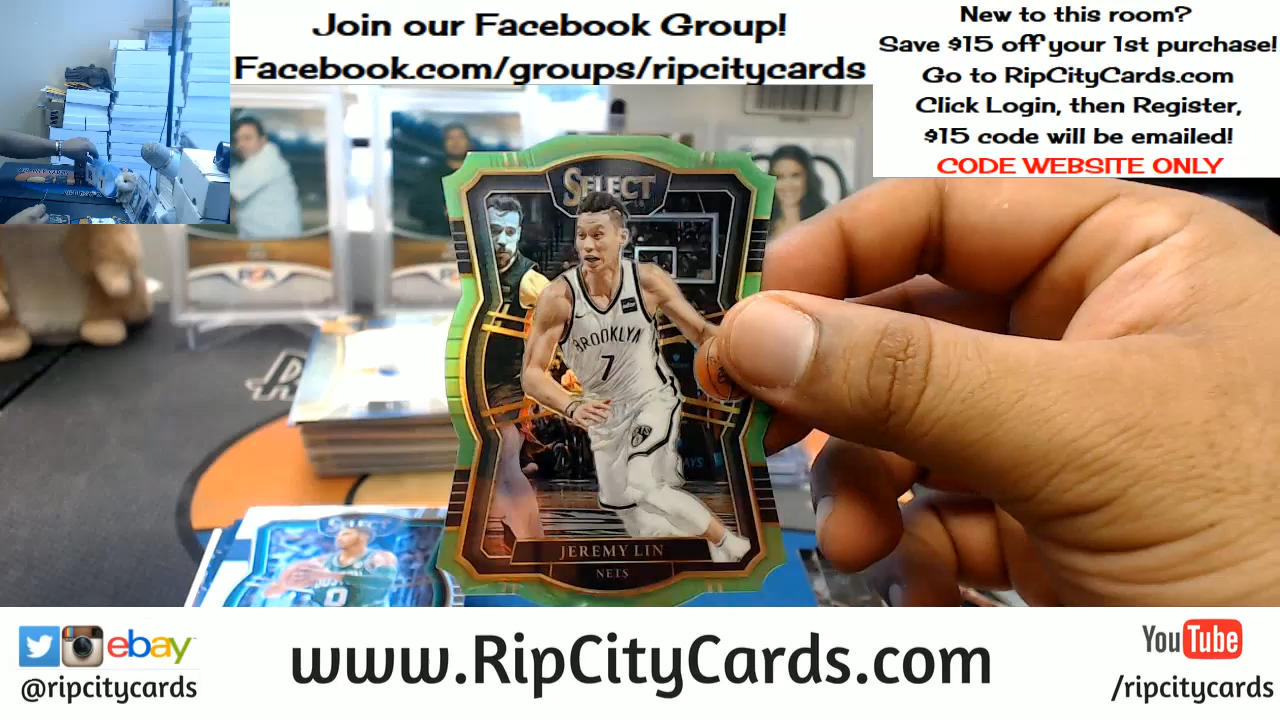 Join our Facebook Group!
Facebook.com/groups/ripcitycards
New to this room?
Save $15 off your 1st purchase!
Go to RipCityCards.com
Click Login, then Register,
$15 code will be emailed!
CODE WEBSITE ONLY
SELECT
BROOKLYN
7
JEREMY LIN
NETS
SELECT
0
ebay
@ripcitycards
www.RipCityCards.com
YouTube
/ripcitycards